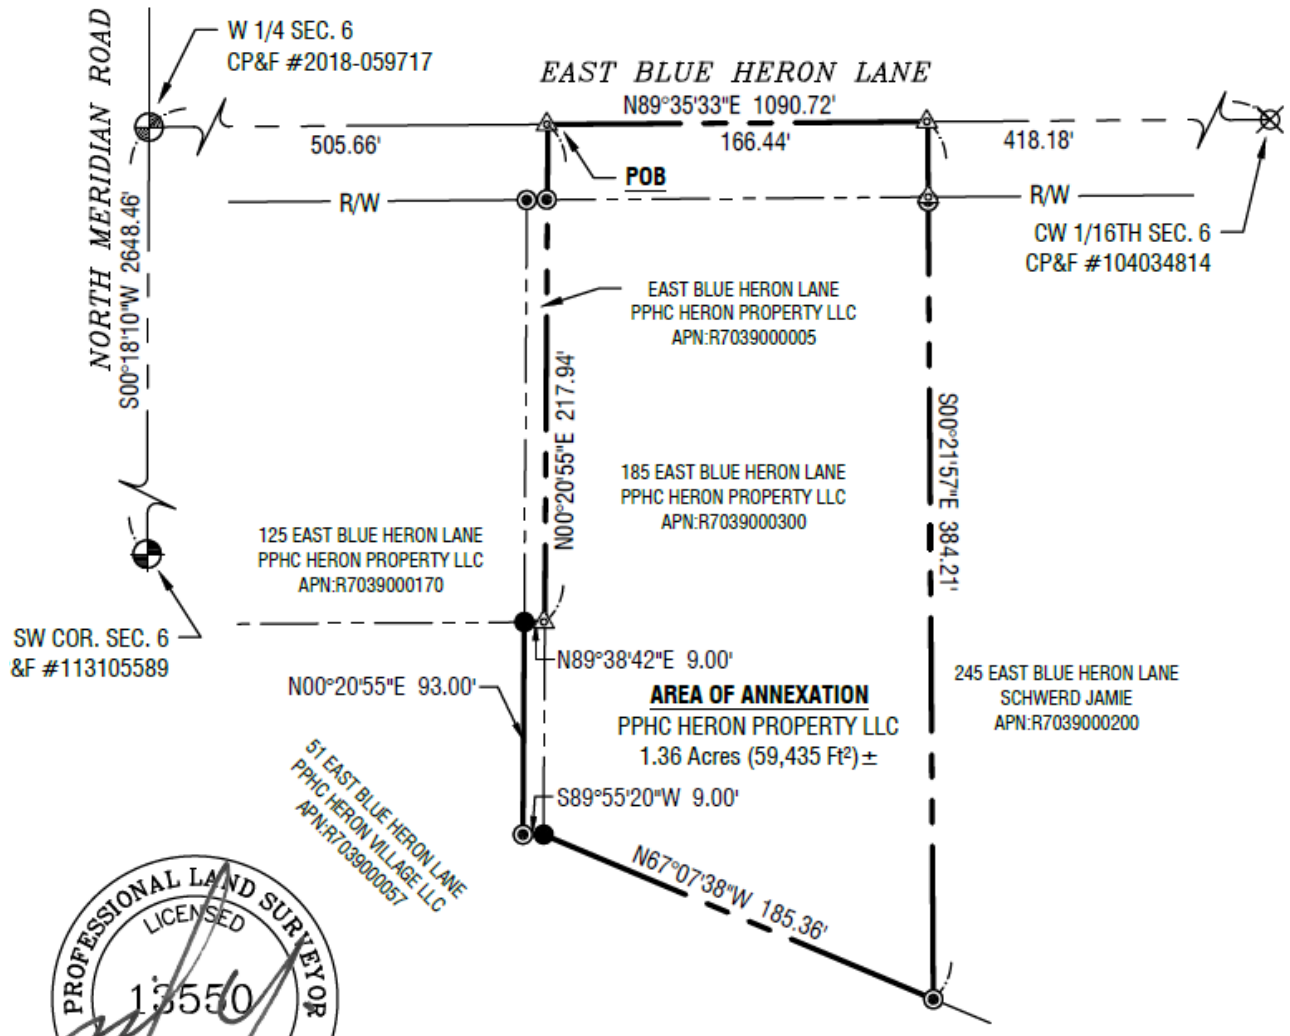 W 1/4 SEC. 6
CP&F #2018-059717
NORTH MERIDIAN ROAD
S00°18'10"W 2648.46'
EAST BLUE HERON LANE
N89°35'33"E 1090.72'
505.66'
166.44'
418.18'
POB
R/W
R/W
CW 1/16TH SEC. 6
CP&F #104034814
EAST BLUE HERON LANE
PPHC HERON PROPERTY LLC
APN:R7039000005
N00°20'55"E 217.94'
S00°21'57"E 384.21'
185 EAST BLUE HERON LANE
PPHC HERON PROPERTY LLC
APN:R7039000300
125 EAST BLUE HERON LANE
PPHC HERON PROPERTY LLC
APN:R7039000170
SW COR. SEC. 6
&F #113105589
N89°38'42"E 9.00'
N00°20'55"E 93.00'
AREA OF ANNEXATION
PPHC HERON PROPERTY LLC
1.36 Acres (59,435 Ft²)±
245 EAST BLUE HERON LANE
SCHWERD JAMIE
APN:R7039000200
51 EAST BLUE HERON LANE
PPHC HERON VILLAGE LLC
APN:R7039000057
S89°55'20"W 9.00'
N67°07'38"W 185.36'
PROFESSIONAL LAND SURVEYOR
LICENSED
13550